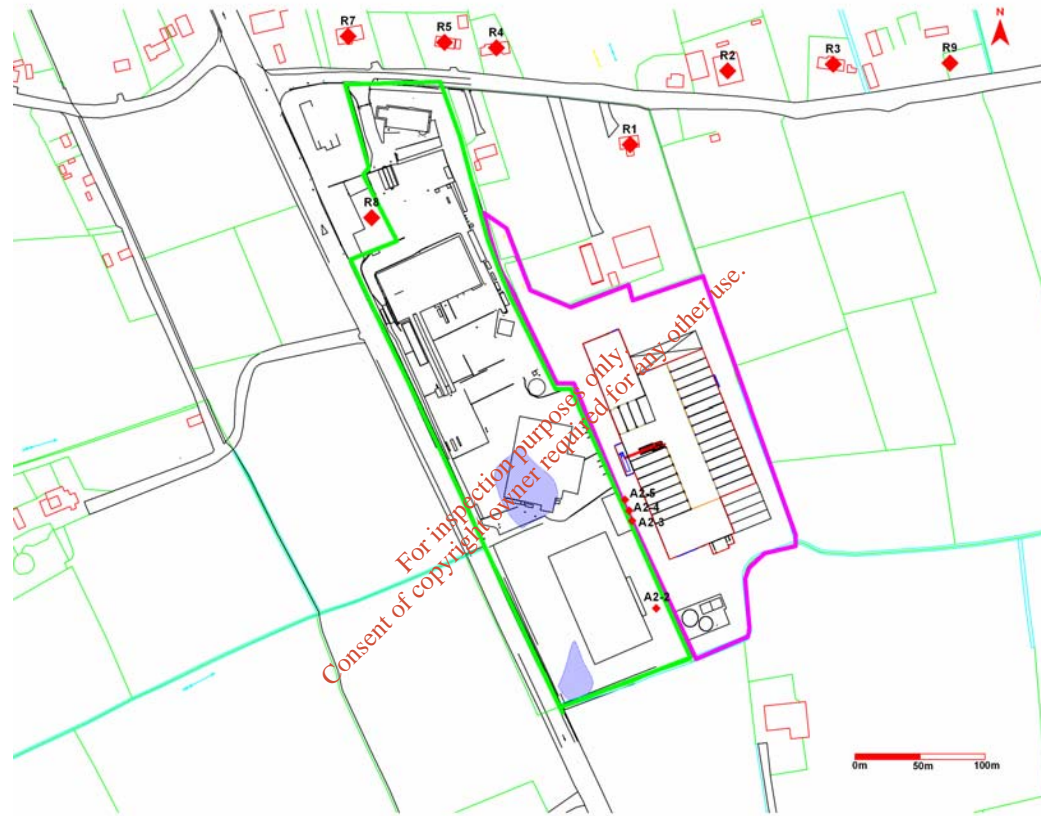 N
R7
R5
R4
R2
R3
R9
R1
R8
For inspection purposes only.
Consent of copyright owner required for any other use.
A2-5
A2-4
A2-3
A2-2
0m 50m 100m